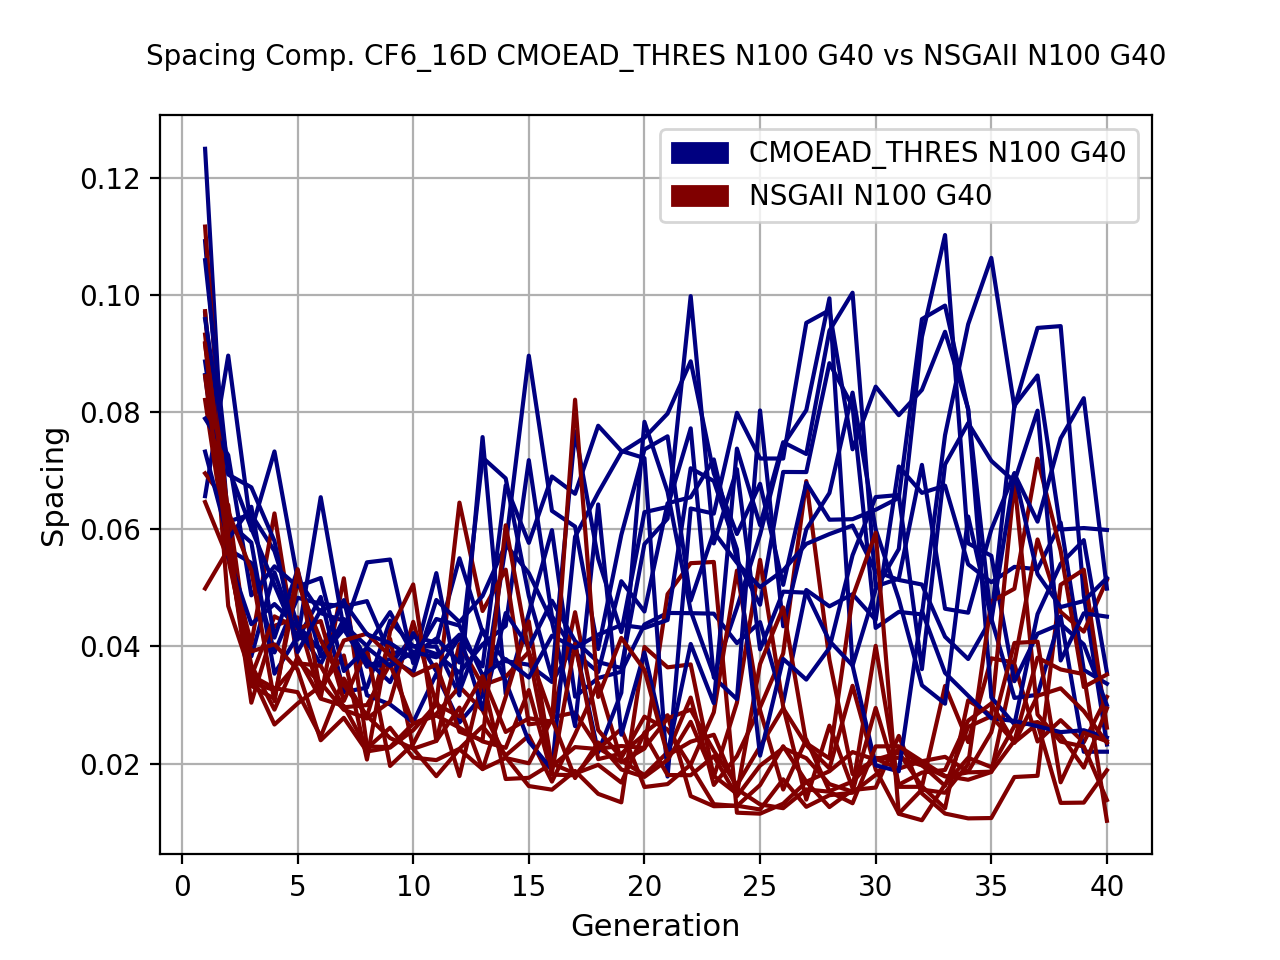 Spacing Comp. CF6_16D CMOEAD_THRES N100 G40 vs NSGAII N100 G40
CMOEAD_THRES N100 G40
NSGAII N100 G40
0.12
0.10
0.08
0.06
0.04
0.02
Spacing
0 5 10 15 20 25 30 35 40
Generation